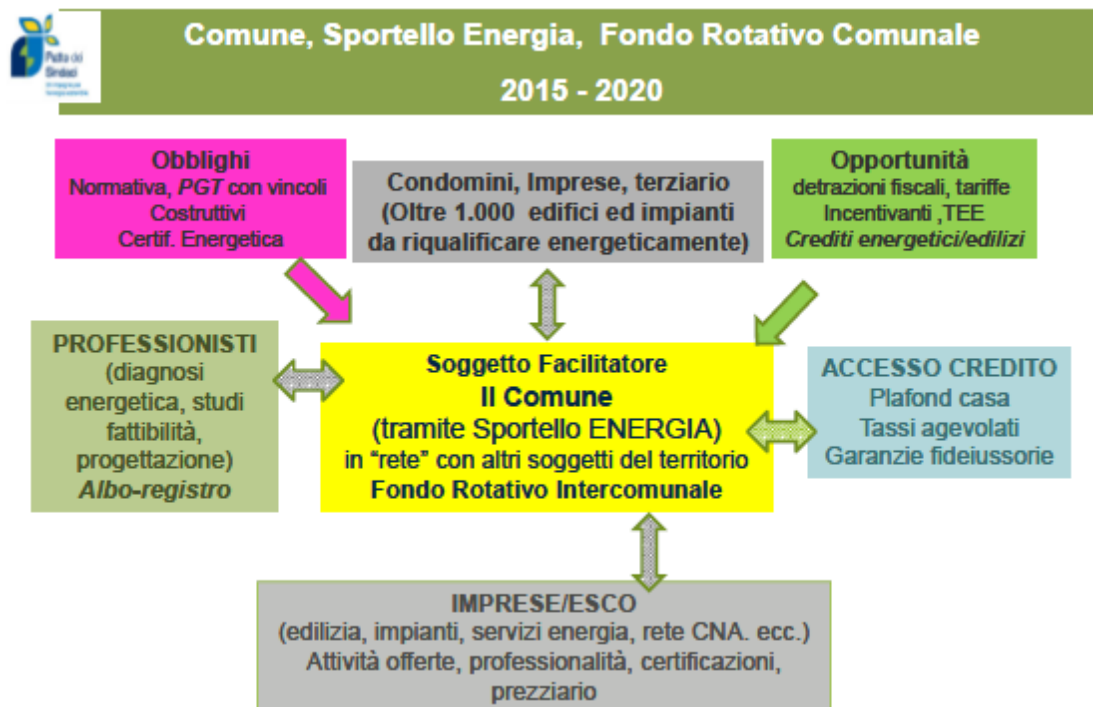 Comune, Sportello Energia, Fondo Rotativo Comunale
2015 - 2020
Patto dei
Sindaci
Obblighi
Normativa, PGT con vincoli
Costruttivi
Certif. Energetica
Condomini, Imprese, terziario
(Oltre 1.000 edifici ed impianti
da riqualificare energeticamente)
Opportunità
detrazioni fiscali, tariffe
Incentivanti ,TEE
Crediti energetici/edilizi
PROFESSIONISTI
(diagnosi
energetica, studi
fattibilità,
progettazione)
Albo-registro
Soggetto Facilitatore
Il Comune
(tramite Sportello ENERGIA)
in "rete" con altri soggetti del territorio
Fondo Rotativo Intercomunale
ACCESSO CREDITO
Plafond casa
Tassi agevolati
Garanzie fideiussorie
IMPRESE/ESCO
(edilizia, impianti, servizi energia, rete CNA. ecc.)
Attività offerte, professionalità, certificazioni,
prezziario